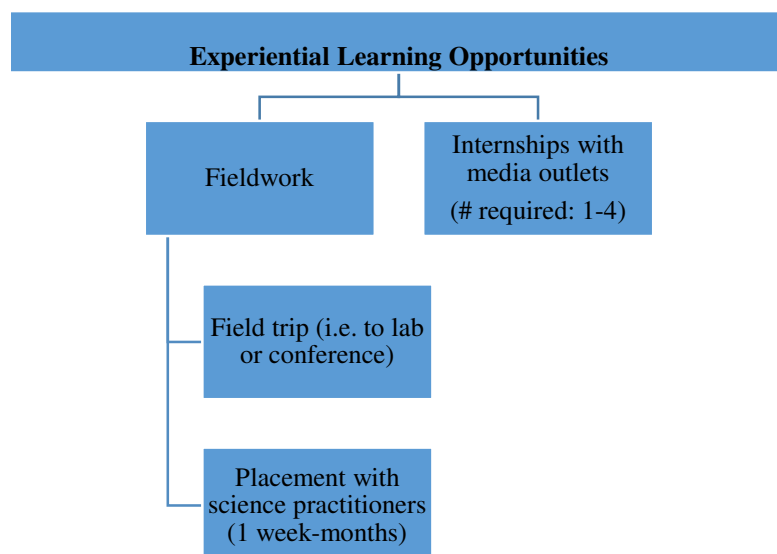 Experiential Learning Opportunities
Fieldwork
Internships with
media outlets
(# required: 1-4)
Field trip (i.e. to lab
or conference)
Placement with
science practitioners
(1 week-months)